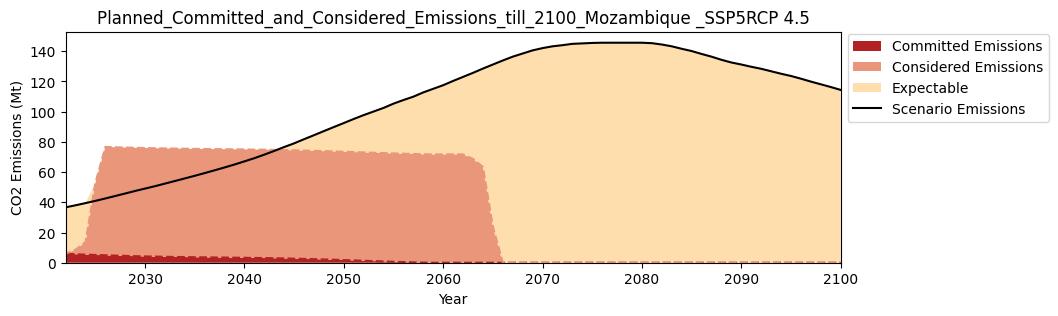 Planned_Committed_and_Considered_Emissions_till_2100_Mozambique _SSP5RCP 4.5
CO2 Emissions (Mt)
140
120
100
80
60
40
20
0
2030
2040
2050
2060
2070
2080
2090
2100
Year
Committed Emissions
Considered Emissions
Expectable
Scenario Emissions